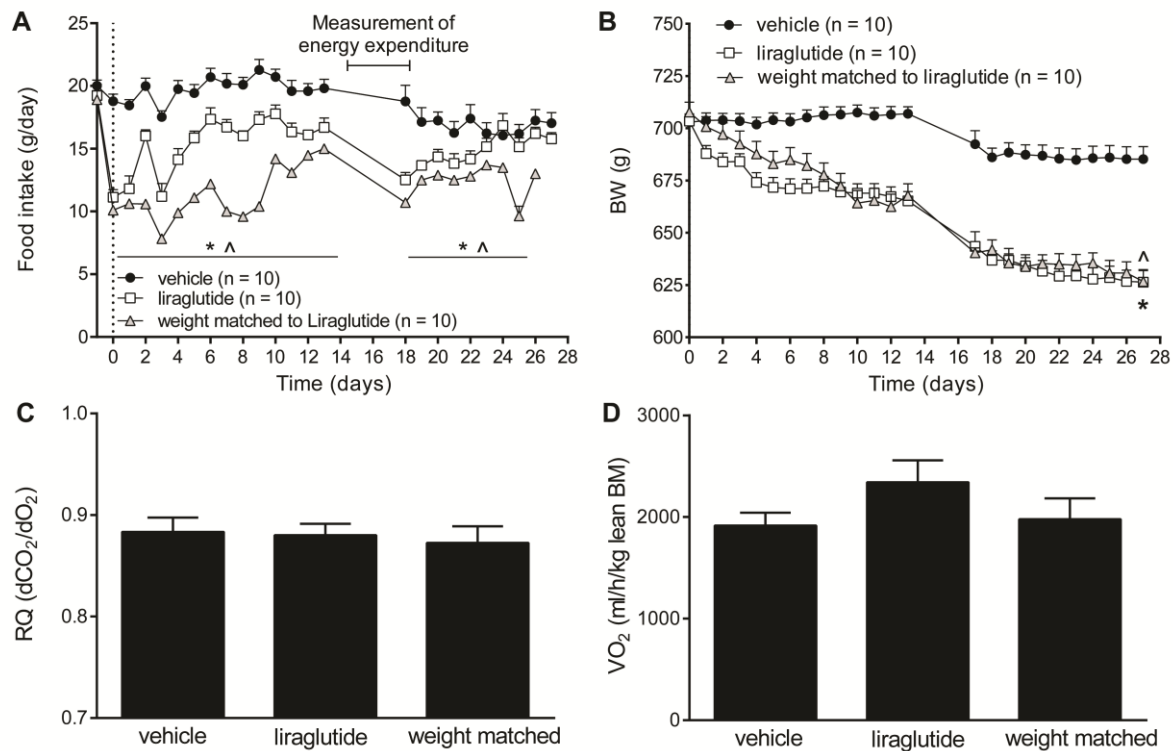 A
Food intake (g/day)
25
20
15
10
5
0
Measurement of
energy expenditure
* ^
* ^
vehicle (n = 10)
liraglutide (n = 10)
weight matched to Liraglutide (n = 10)
0 2 4 6 8 10 12 14 16 18 20 22 24 26 28
Time (days)
B
BW (g)
750
700
675
650
625
600
vehicle (n = 10)
liraglutide (n = 10)
weight matched to liraglutide (n = 10)
^
*
0 2 4 6 8 10 12 14 16 18 20 22 24 26 28
Time (days)
C
RQ (dCO₂/dO₂)
1.0
0.9
0.8
0.7
vehicle liraglutide weight matched
D
VO₂ (ml/h/kg lean BM)
3000
2000
1000
0
vehicle liraglutide weight matched